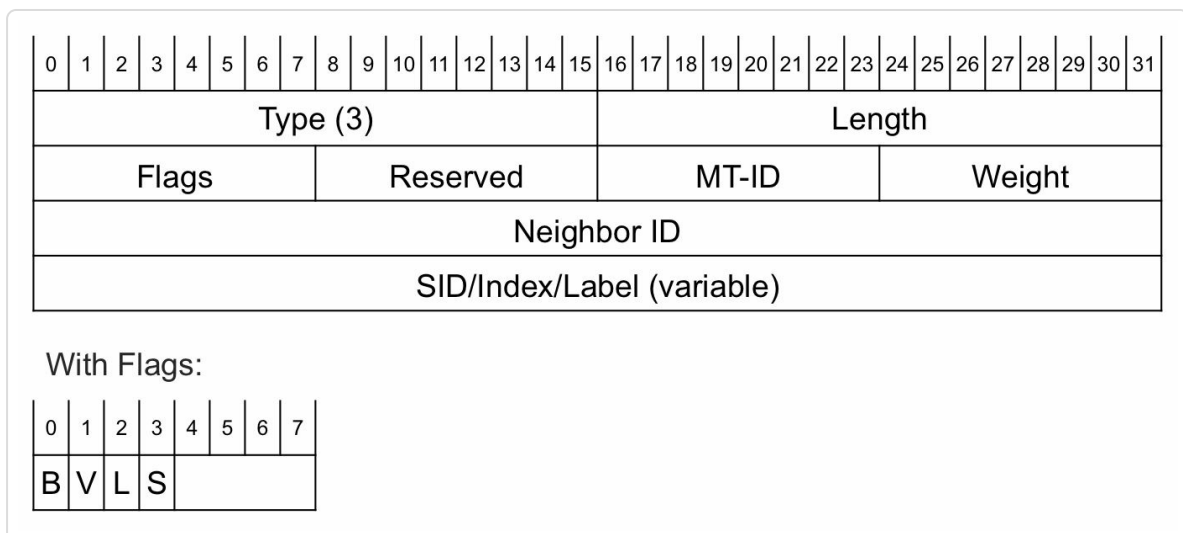 0 1 2 3 4 5 6 7 8 9 10 11 12 13 14 15 16 17 18 19 20 21 22 23 24 25 26 27 28 29 30 31
Type (3) Length
Flags Reserved MT-ID Weight
Neighbor ID
SID/Index/Label (variable)
With Flags:
0 1 2 3 4 5 6 7
B V L S